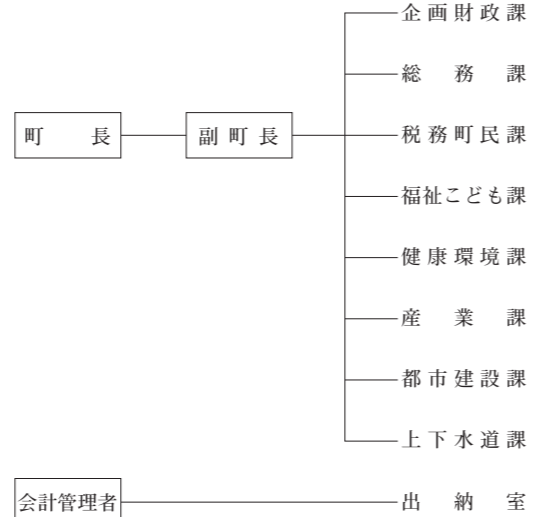 企画財政課
総務課
町長 副町長 税務町民課
福祉こども課
健康環境課
産業課
都市建設課
上下水道課
会計管理者 出納室